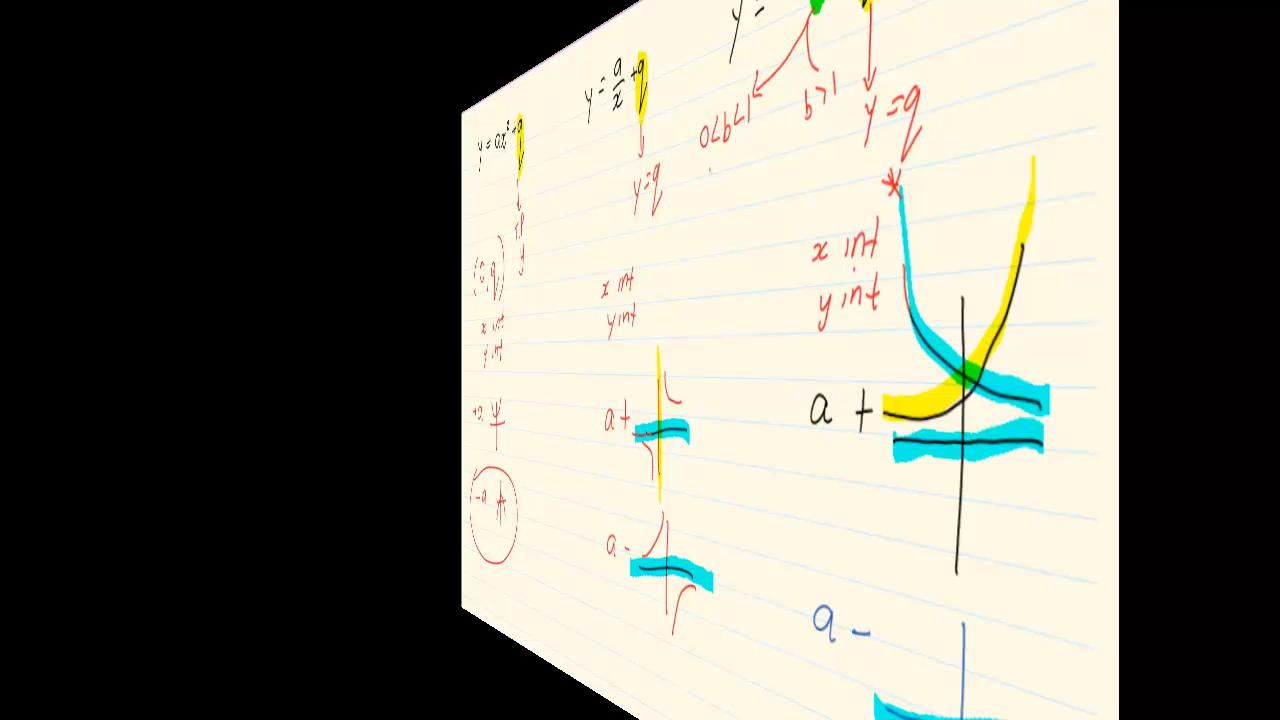 y = ax² + q
T.P
y
(0,q)
x int
y int
+a
-a
y = a/x + q
y = q
x int
y int
a +
a -
y =
0<b<1
b>1
y = q
x int
y int
a +
a -